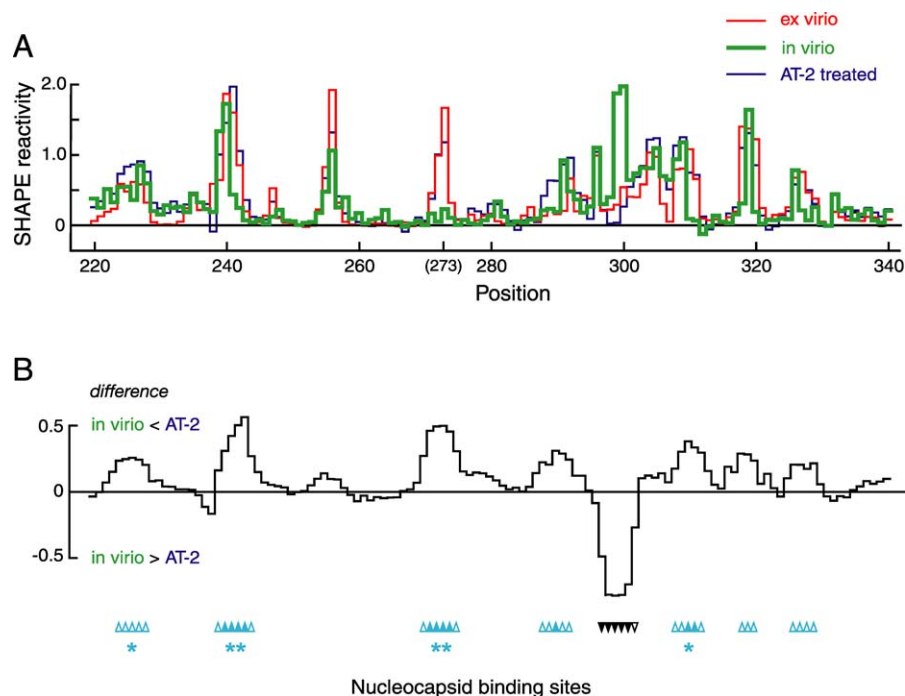 ex virio
in virio
AT-2 treated
A
SHAPE reactivity
2.0
1.0
0
220 240 260 (273) 280 300 320 340
Position
B
difference
in virio < AT-2
0.5
0
-0.5
in virio > AT-2
* ** ** *
Nucleocapsid binding sites